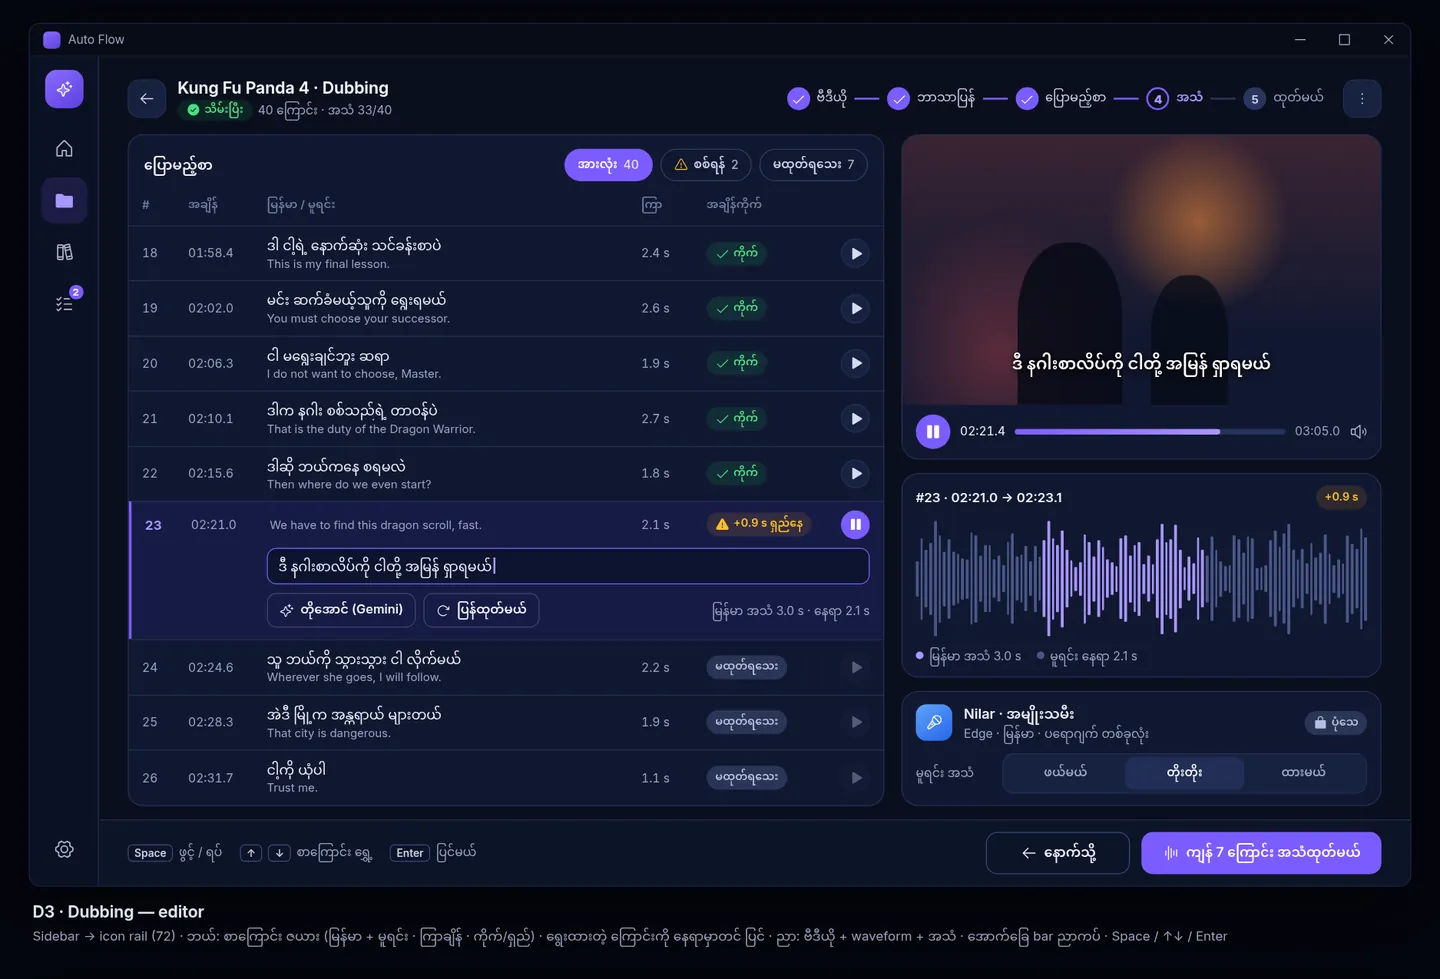 Auto Flow
Kung Fu Panda 4 · Dubbing
သိမ်းပြီး 40 ကြောင်း · အသံ 33/40
ဗီဒီယို
ဘာသာပြန်
ပြောမည့်စာ
4 အသံ
5 ထုတ်မယ်
2
ပြောမည့်စာ
အားလုံး 40
စစ်ရန် 2
မထုတ်ရသေး 7
# အချိန် မြန်မာ / မူရင်း ကြာ အချိန်ကိုက်
18 01:58.4 ဒါ ငါ့ရဲ့ နောက်ဆုံး သင်ခန်းစာပဲ 2.4 s ကိုက်
This is my final lesson.
19 02:02.0 မင်း ဆက်ခံမယ့်သူကို ရွေးရမယ် 2.6 s ကိုက်
You must choose your successor.
20 02:06.3 ငါ မရွေးချင်ဘူး ဆရာ 1.9 s ကိုက်
I do not want to choose, Master.
21 02:10.1 ဒါက နဂါး စစ်သည်ရဲ့ တာဝန်ပဲ 2.7 s ကိုက်
That is the duty of the Dragon Warrior.
22 02:15.6 ဒါဆို ဘယ်ကနေ စရမလဲ 1.8 s ကိုက်
Then where do we even start?
23 02:21.0 We have to find this dragon scroll, fast. 2.1 s +0.9 s ရှည်နေ
ဒီ နဂါးစာလိပ်ကို ငါတို့ အမြန် ရှာရမယ်
တိုအောင် (Gemini) ပြန်ထုတ်မယ် မြန်မာ အသံ 3.0 s · နေရာ 2.1 s
24 02:24.6 သူ ဘယ်ကို သွားသွား ငါ လိုက်မယ် 2.2 s မထုတ်ရသေး
Wherever she goes, I will follow.
25 02:28.3 အဲဒီ မြို့က အန္တရာယ် များတယ် 1.9 s မထုတ်ရသေး
That city is dangerous.
26 02:31.7 ငါ့ကို ယုံပါ 1.1 s မထုတ်ရသေး
Trust me.
ဒီ နဂါးစာလိပ်ကို ငါတို့ အမြန် ရှာရမယ်
02:21.4 03:05.0
#23 · 02:21.0 → 02:23.1 +0.9 s
မြန်မာ အသံ 3.0 s မူရင်း နေရာ 2.1 s
Nilar · အမျိုးသမီး
Edge · မြန်မာ · ပရောဂျက် တစ်ခုလုံး
ပုံသေ
မူရင်း အသံ ဖယ်မယ် တိုးတိုး ထားမယ်
Space ဖွင့် / ရပ် ↑ ↓ စာကြောင်း ရွှေ့ Enter ပြင်မယ်
← နောက်သို့
ကျန် 7 ကြောင်း အသံထုတ်မယ်
D3 · Dubbing — editor
Sidebar → icon rail (72) · ဘယ်: စာကြောင်း ဇယား (မြန်မာ + မူရင်း · ကြာချိန် · ကိုက်/ရှည်) · ရွေးထားတဲ့ ကြောင်းကို နေရာမှာတင် ပြင် · ညာ: ဗီဒီယို + waveform + အသံ · အောက်ခြေ bar ညာကပ် · Space / ↑↓ / Enter